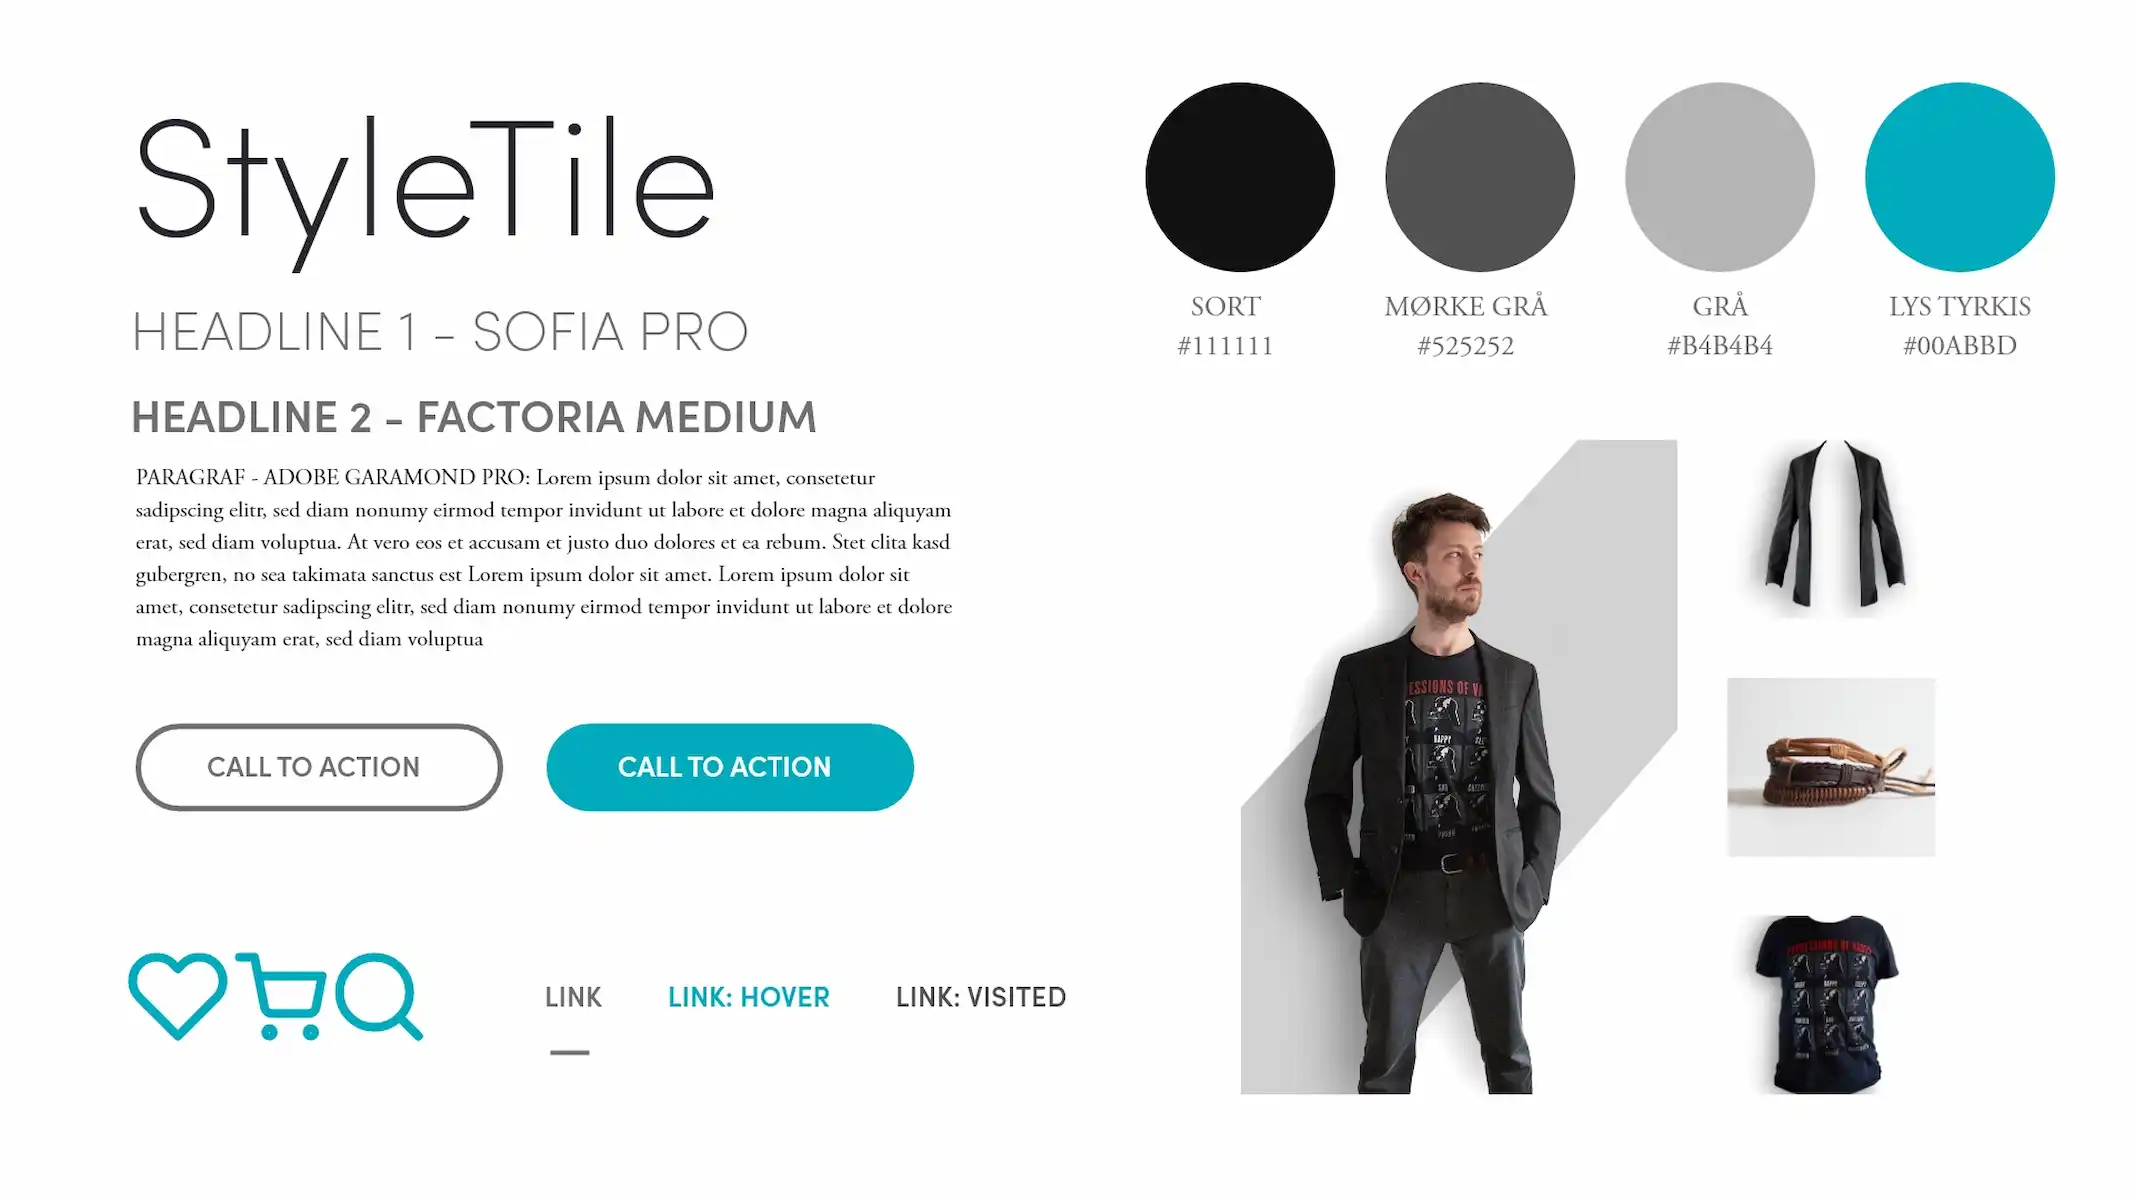 StyleTile
HEADLINE 1 - SOFIA PRO
HEADLINE 2 - FACTORIA MEDIUM
PARAGRAF - ADOBE GARAMOND PRO: Lorem ipsum dolor sit amet, consetetur
sadipscing elitr, sed diam nonumy eirmod tempor invidunt ut labore et dolore magna aliquyam
erat, sed diam voluptua. At vero eos et accusam et justo duo dolores et ea rebum. Stet clita kasd
gubergren, no sea takimata sanctus est Lorem ipsum dolor sit amet. Lorem ipsum dolor sit
amet, consetetur sadipscing elitr, sed diam nonumy eirmod tempor invidunt ut labore et dolore
magna aliquyam erat, sed diam voluptua
CALL TO ACTION
CALL TO ACTION
LINK
LINK: HOVER
LINK: VISITED
SORT
#111111
MØRKE GRÅ
#525252
GRÅ
#B4B4B4
LYS TYRKIS
#00ABBD
ESSIONS OF VA
HAPPY
SAD